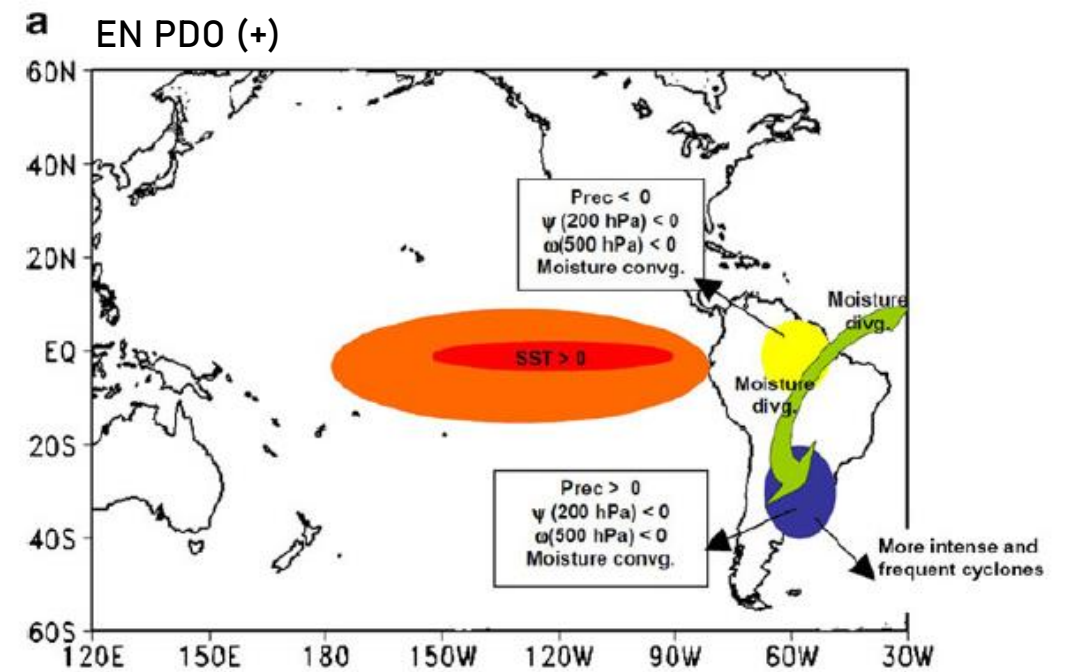 a
EN PDO (+)
60N
40N
20N
EQ
20S
40S
60S
120E
150E
180
150W
120W
90W
60W
30W
Prec < 0
ψ (200 hPa) < 0
ω(500 hPa) < 0
Moisture convg.
SST > 0
Moisture
divg.
Moisture
divg.
Prec > 0
ψ (200 hPa) < 0
ω(500 hPa) < 0
Moisture convg.
More intense and
frequent cyclones